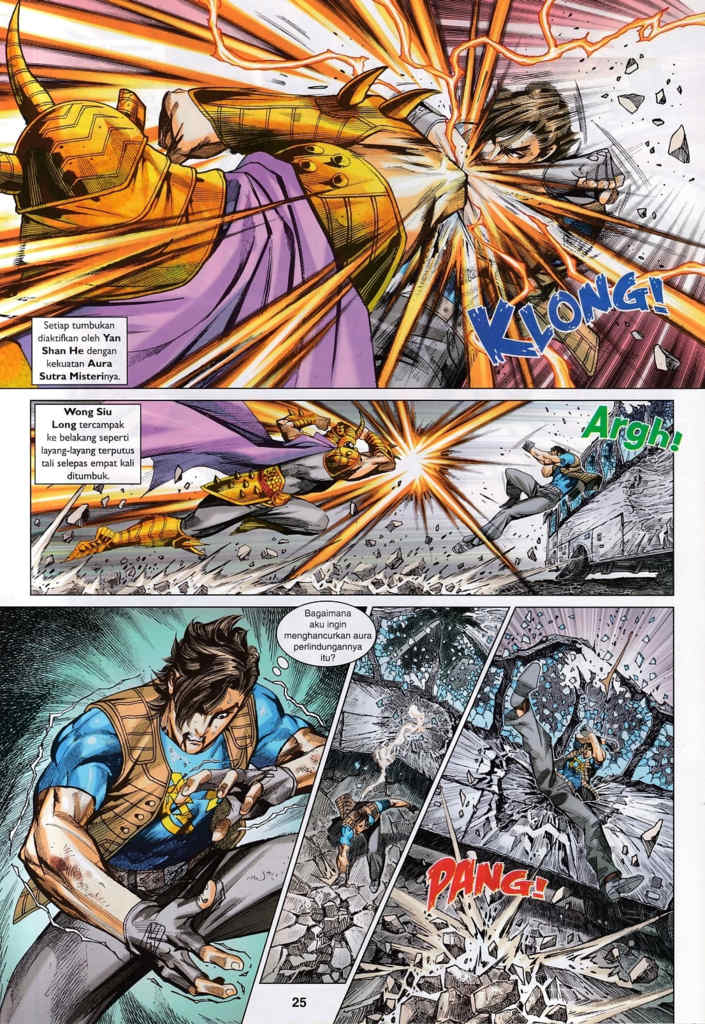 KLONG!
Setiap tumbukan
diaktifkan oleh Yan
Shan He dengan
kekuatan Aura
Sutra Misterinya.
Wong Siu
Long tercampak
ke belakang seperti
layang-layang terputus
tali selepas empat kali
ditumbuk.
Argh!
Bagaimana
aku ingin
menghancurkan aura
perlindungannya
itu?
PANG!
25